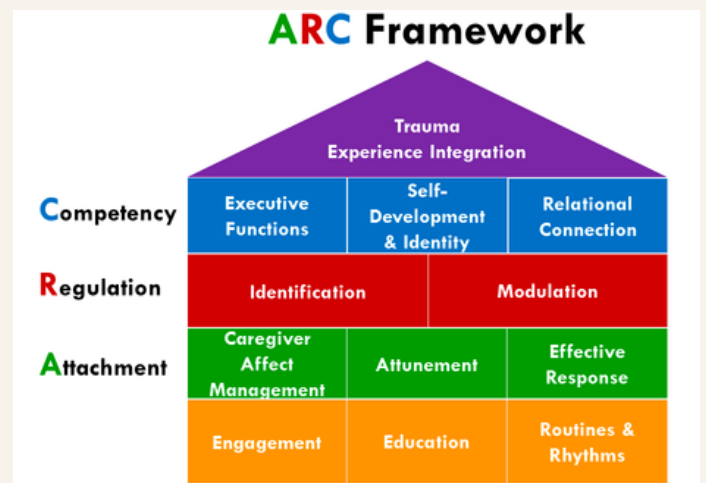 ARC Framework
Trauma
Experience Integration
Competency
Executive
Functions
Self-
Development
& Identity
Relational
Connection
Regulation
Identification
Modulation
Attachment
Caregiver
Affect
Management
Attunement
Effective
Response
Engagement
Education
Routines &
Rhythms